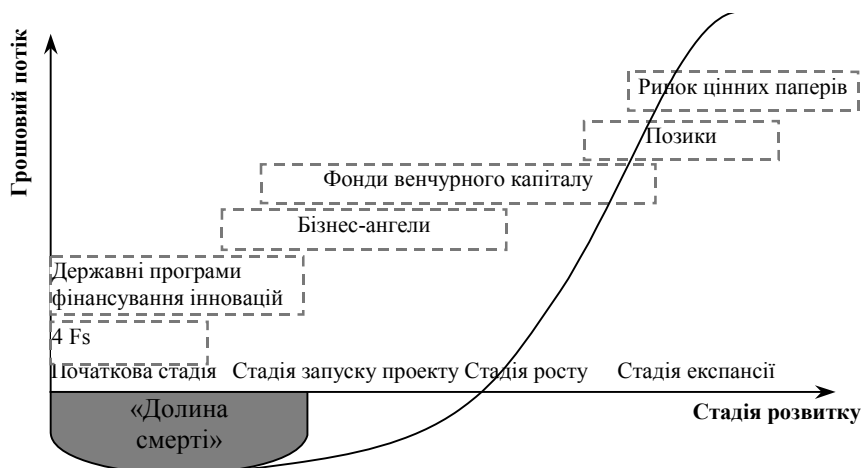 Грошовий потік
Ринок цінних паперів
Позики
Фонди венчурного капіталу
Бізнес-ангели
Державні програми
фінансування інновацій
4 Fs
Початкова стадія Стадія запуску проекту Стадія росту Стадія експансії
Стадія розвитку
«Долина
смерті»